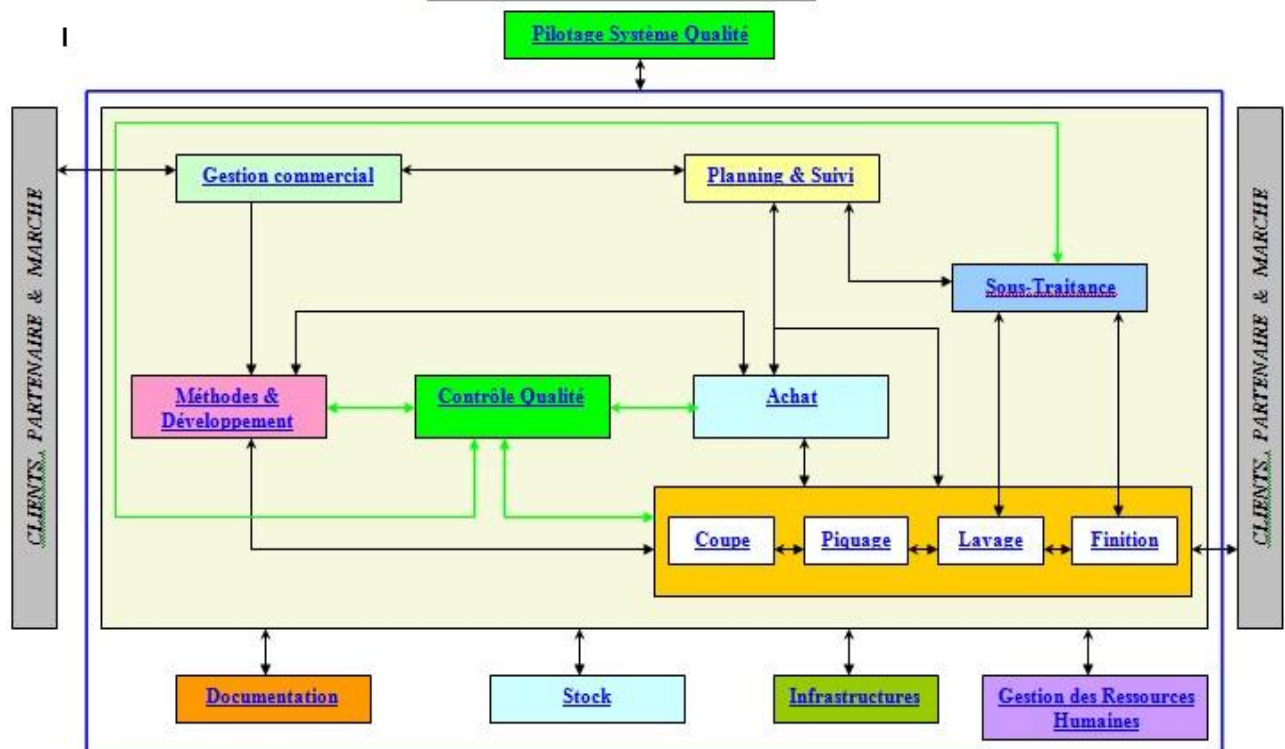 l
Pilotage Système Qualité
CLIENTS, PARTENAIRE & MARCHE
Gestion commercial
Planning & Suivi
Sous-Traitance
Méthodes &
Développement
Contrôle Qualité
Achat
Coupe
Piquage
Lavage
Finition
CLIENTS, PARTENAIRE & MARCHE
Documentation
Stock
Infrastructures
Gestion des Ressources
Humaines